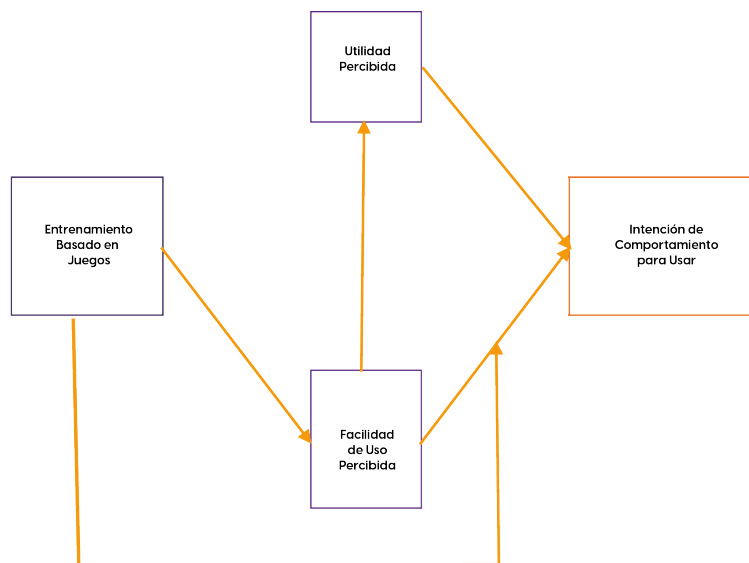 Utilidad
Percibida
Entrenamiento
Basado en
Juegos
Intención de
Comportamiento
para Usar
Facilidad
de Uso
Percibida